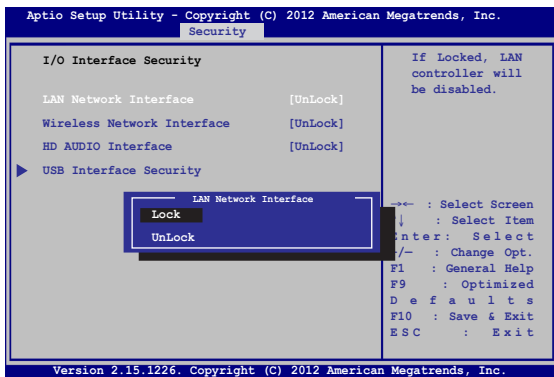 Aptio Setup Utility - Copyright (C) 2012 American Megatrends, Inc.
Security
I/O Interface Security
LAN Network Interface [UnLock]
Wireless Network Interface [UnLock]
HD AUDIO Interface [UnLock]
USB Interface Security
LAN Network Interface
Lock
UnLock
If Locked, LAN
controller will
be disabled.
→← : Select Screen
↓ : Select Item
Enter: Select
+/— : Change Opt.
F1 : General Help
F9 : Optimized
Defaults
F10 : Save & Exit
ESC : Exit
Version 2.15.1226. Copyright (C) 2012 American Megatrends, Inc.